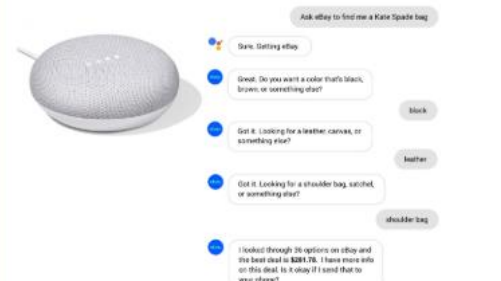 Ask eBay to find me a Kate Spade bag
Sure. Getting eBay.
Great. Do you want a color that's black,
brown, or something else?
black
Got it. Looking for a leather, canvas, or
something else?
leather
Got it. Looking for a shoulder bag, satchel,
or something else?
shoulder bag
I looked through 36 options on eBay and
the best deal is $281.78. I have more info
on this deal. Is it okay if I send that to
your phone?